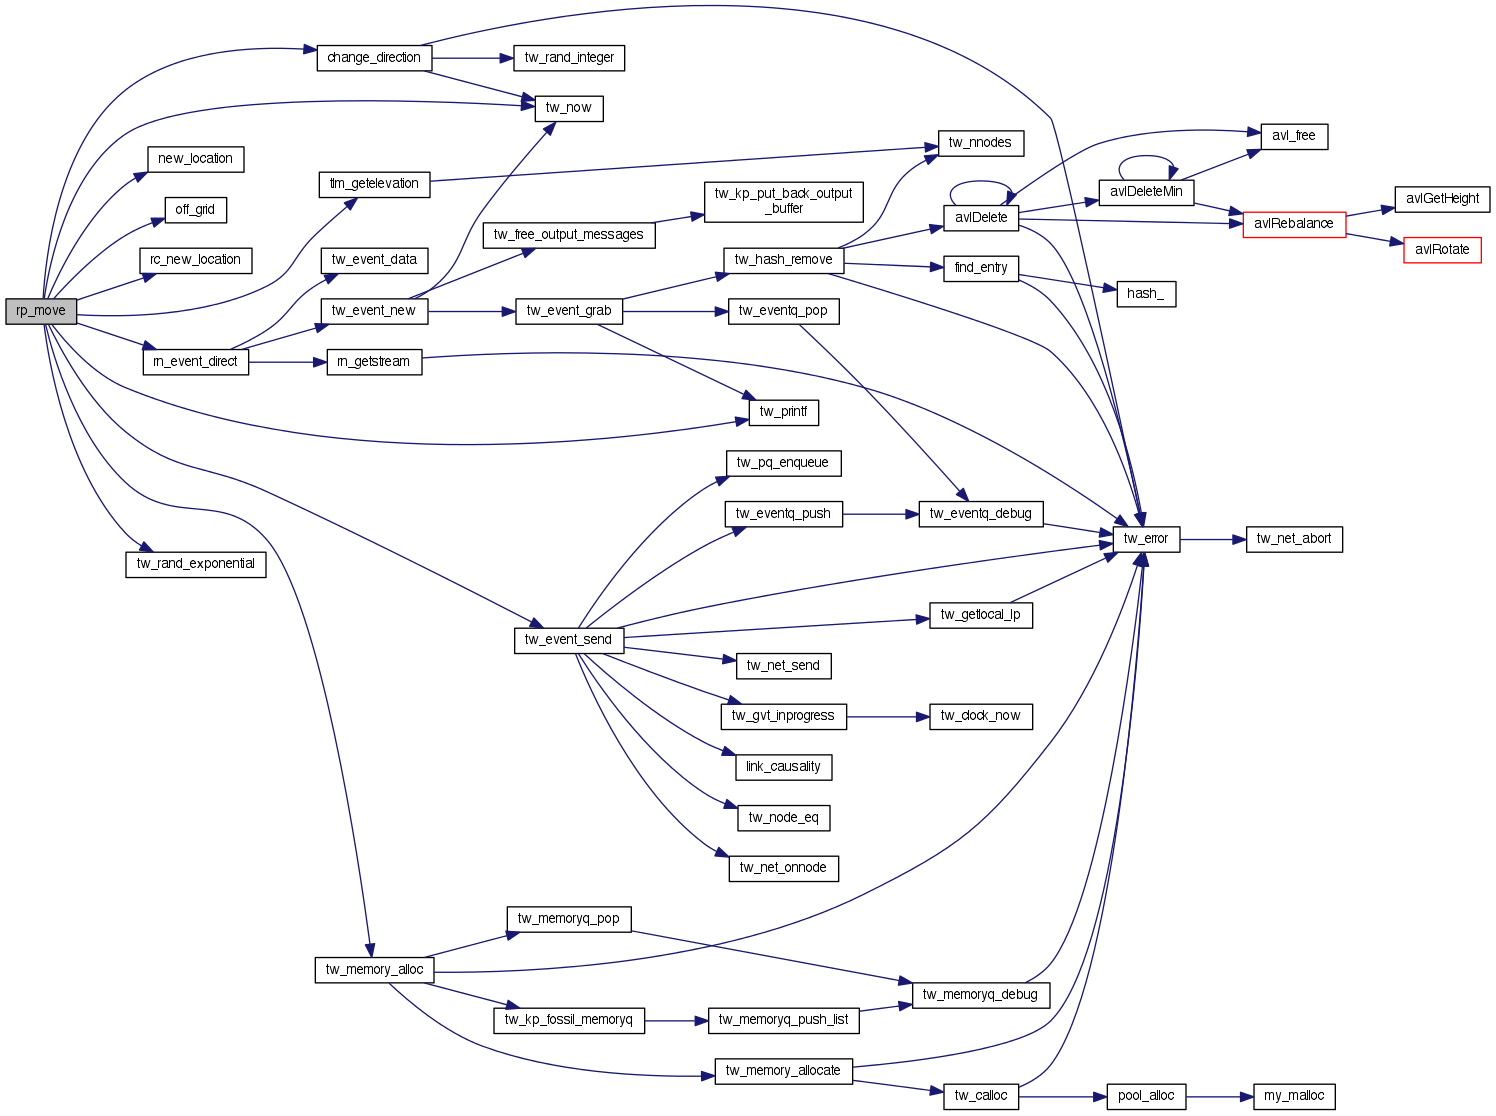 change_direction
tw_rand_integer
tw_now
avl_free
tw_nnodes
new_location
tlm_getelevation
avlDeleteMin
tw_kp_put_back_output
_buffer
avlGetHeight
off_grid
avlDelete
avlRebalance
tw_free_output_messages
avlRotate
rc_new_location
tw_event_data
tw_hash_remove
find_entry
hash_
rp_move
tw_event_new
tw_event_grab
tw_eventq_pop
rn_event_direct
rn_getstream
tw_printf
tw_pq_enqueue
tw_eventq_push
tw_eventq_debug
tw_error
tw_net_abort
tw_rand_exponential
tw_getlocal_lp
tw_event_send
tw_net_send
tw_gvt_inprogress
tw_clock_now
link_causality
tw_node_eq
tw_net_onnode
tw_memoryq_pop
tw_memory_alloc
tw_memoryq_debug
tw_kp_fossil_memoryq
tw_memoryq_push_list
tw_memory_allocate
tw_calloc
pool_alloc
my_malloc